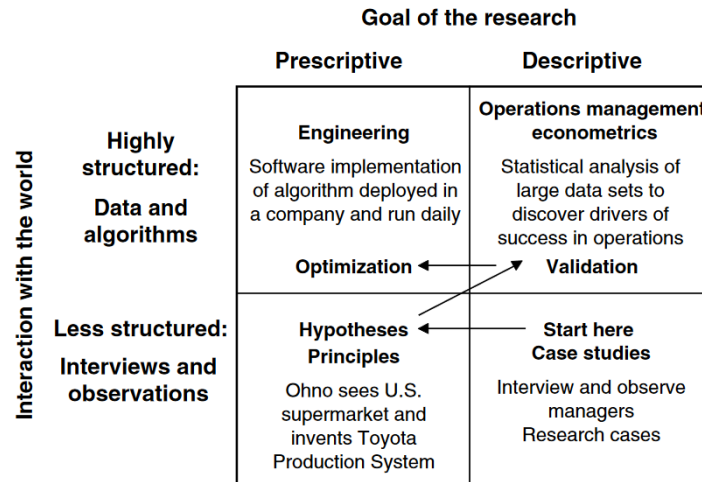 Goal of the research
Prescriptive
Descriptive
Interaction with the world
Highly
structured:
Data and
algorithms
Engineering
Software implementation
of algorithm deployed in
a company and run daily
Optimization
Operations management
econometrics
Statistical analysis of
large data sets to
discover drivers of
success in operations
Validation
Less structured:
Interviews and
observations
Hypotheses
Principles
Ohno sees U.S.
supermarket and
invents Toyota
Production System
Start here
Case studies
Interview and observe
managers
Research cases